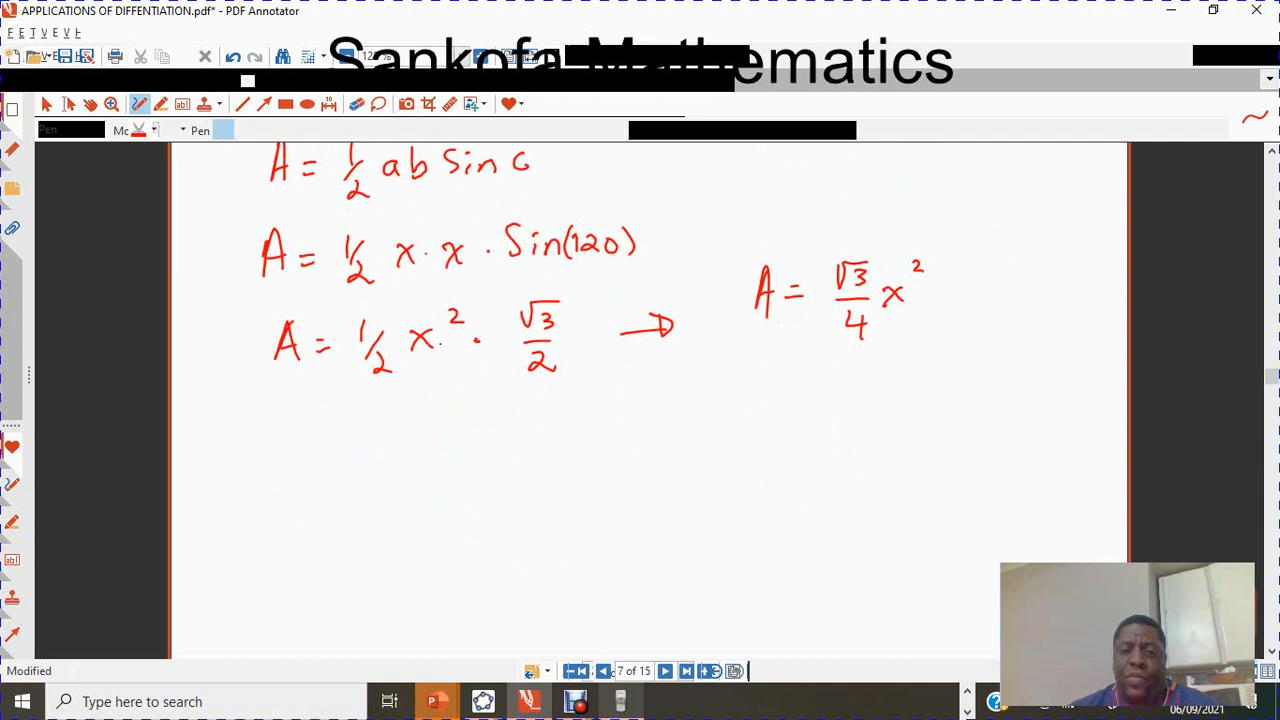 APPLICATIONS OF DIFFENTIATION.pdf* - PDF Annotator
F E T V E V H
Sankofa Mathematics
Pen
Pen
A = 1/2 ab Sin C
A = 1/2 x · x · Sin(120)
A = 1/2 x² · √3/2 → A = √3/4 x²
Modified
7 of 15
Type here to search
06/09/2021